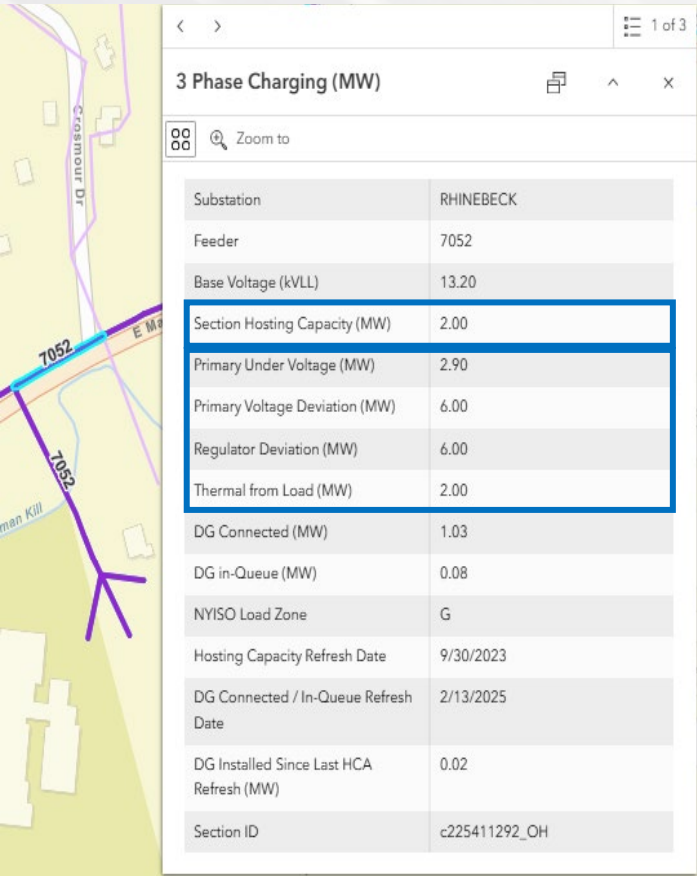 1 of 3
3 Phase Charging (MW)
Zoom to
Substation RHINEBECK
Feeder 7052
Base Voltage (kVLL) 13.20
Section Hosting Capacity (MW) 2.00
Primary Under Voltage (MW) 2.90
Primary Voltage Deviation (MW) 6.00
Regulator Deviation (MW) 6.00
Thermal from Load (MW) 2.00
DG Connected (MW) 1.03
DG in-Queue (MW) 0.08
NYISO Load Zone G
Hosting Capacity Refresh Date 9/30/2023
DG Connected / In-Queue Refresh 2/13/2025
Date
DG Installed Since Last HCA 0.02
Refresh (MW)
Section ID c225411292_OH
Crosmour Dr
E Ma
7052
7052
man Kill